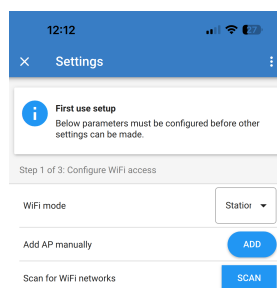 12:12
27
Settings
First use setup
Below parameters must be configured before other
settings can be made.
Step 1 of 3: Configure WiFi access
WiFi mode
Statior
Add AP manually
ADD
Scan for WiFi networks
SCAN